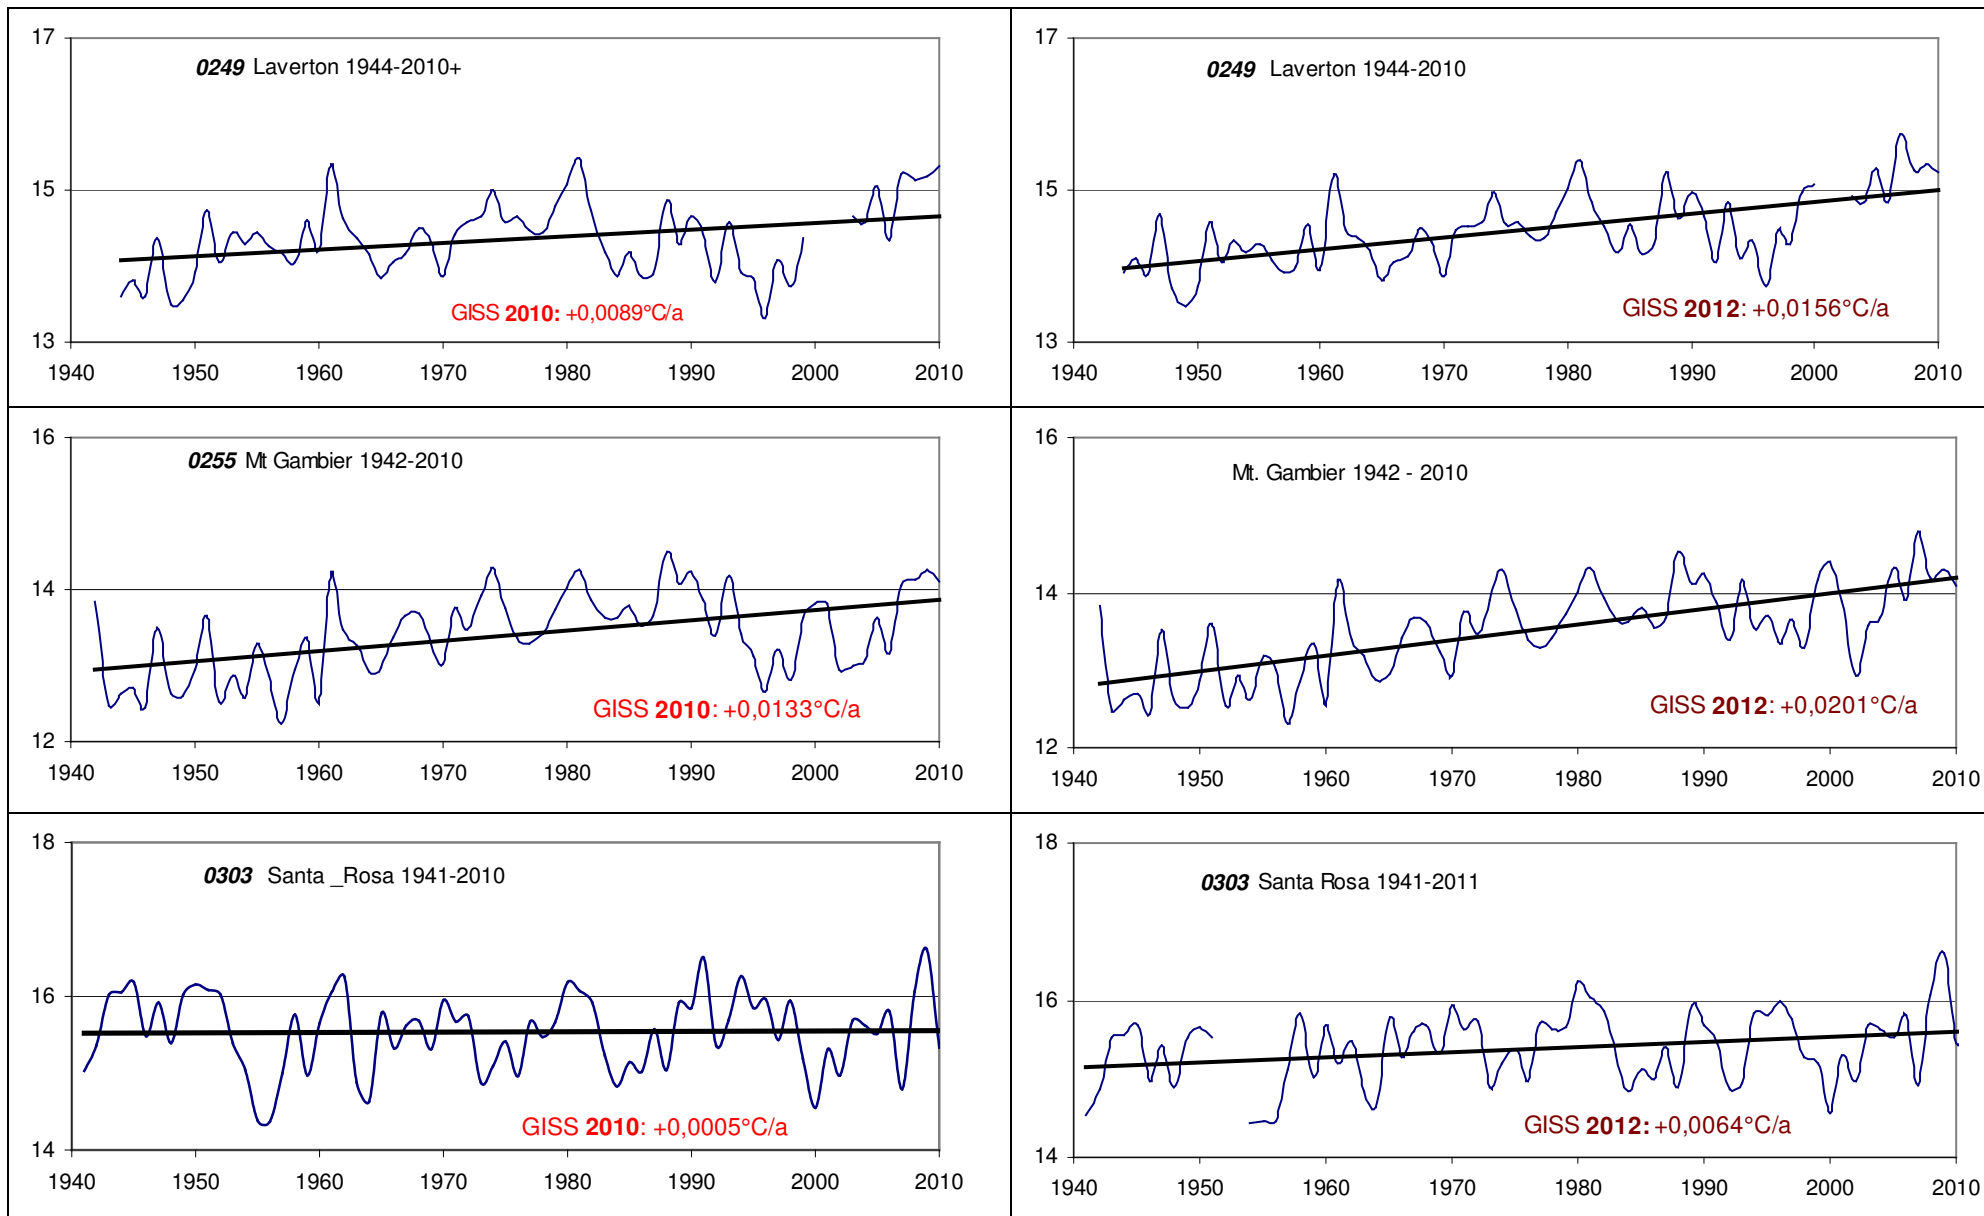 17
0249 Laverton 1944-2010+
15
GISS 2010: +0,0089°C/a
13
1940 1950 1960 1970 1980 1990 2000 2010
17
0249 Laverton 1944-2010
15
GISS 2012: +0,0156°C/a
13
1940 1950 1960 1970 1980 1990 2000 2010
16
0255 Mt Gambier 1942-2010
14
GISS 2010: +0,0133°C/a
12
1940 1950 1960 1970 1980 1990 2000 2010
16
Mt. Gambier 1942 - 2010
14
GISS 2012: +0,0201°C/a
12
1940 1950 1960 1970 1980 1990 2000 2010
18
0303 Santa _Rosa 1941-2010
16
GISS 2010: +0,0005°C/a
14
1940 1950 1960 1970 1980 1990 2000 2010
18
0303 Santa Rosa 1941-2011
16
GISS 2012: +0,0064°C/a
14
1940 1950 1960 1970 1980 1990 2000 2010